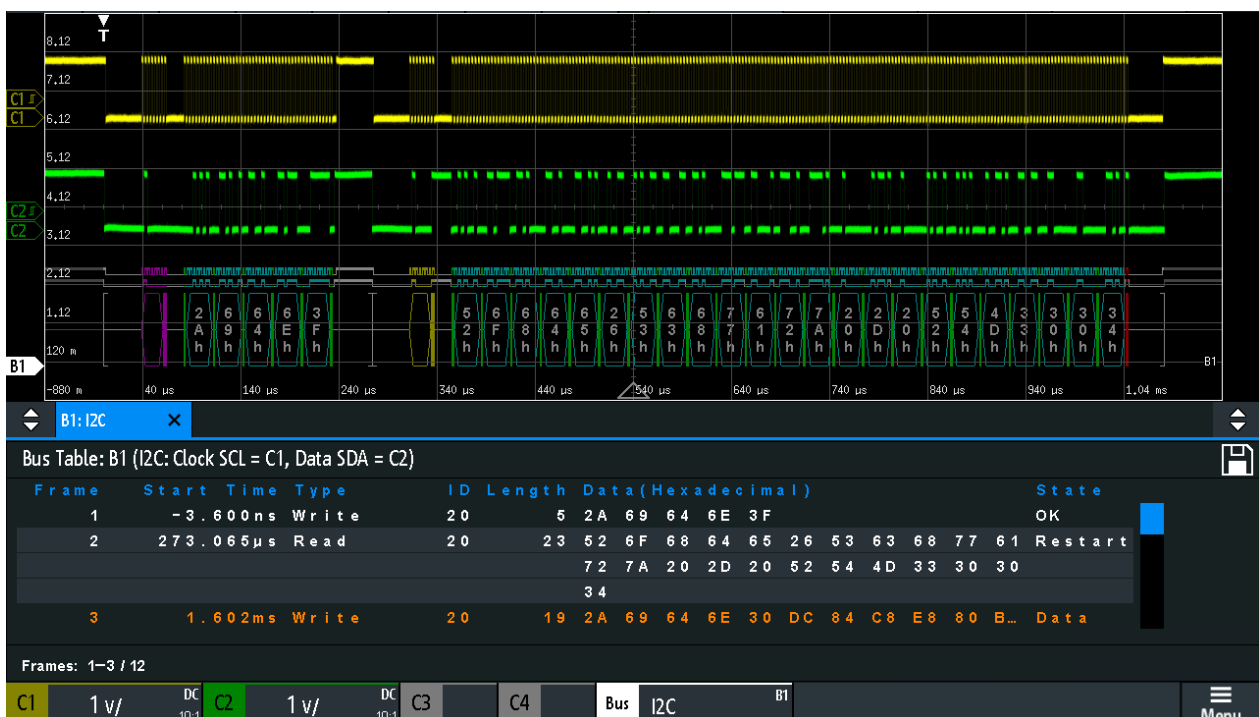 8.12
T
7.12
C1
C1
6.12
5.12
4.12
C2
C2
3.12
2.12
1.12
2 6 6 6 3 5 6 6 6 6 2 5 6 6 7 6 7 7 2 2 2 5 5 4 3 3 3 3
A 9 4 E F 2 F 8 4 5 6 3 3 8 7 1 2 A 0 D 0 2 4 D 3 0 0 4
h h h h h h h h h h h h h h h h h h h h h h h h h h h h
120 m
B1
B1
-880 m 40 µs 140 µs 240 µs 340 µs 440 µs 540 µs 640 µs 740 µs 840 µs 940 µs 1.04 ms
B1: I2C ×
Bus Table: B1 (I2C: Clock SCL = C1, Data SDA = C2)
Frame Start Time Type ID Length Data(Hexadecimal) State
1 -3.600ns Write 20 5 2A 69 64 6E 3F OK
2 273.065µs Read 20 23 52 6F 68 64 65 26 53 63 68 77 61 Restart
72 7A 20 2D 20 52 54 4D 33 30 30
34
3 1.602ms Write 20 19 2A 69 64 6E 30 DC 84 C8 E8 80 B… Data
Frames: 1-3 / 12
C1 1 V/ DC 10:1 C2 1 V/ DC 10:1 C3 C4 Bus I2C B1
Menu